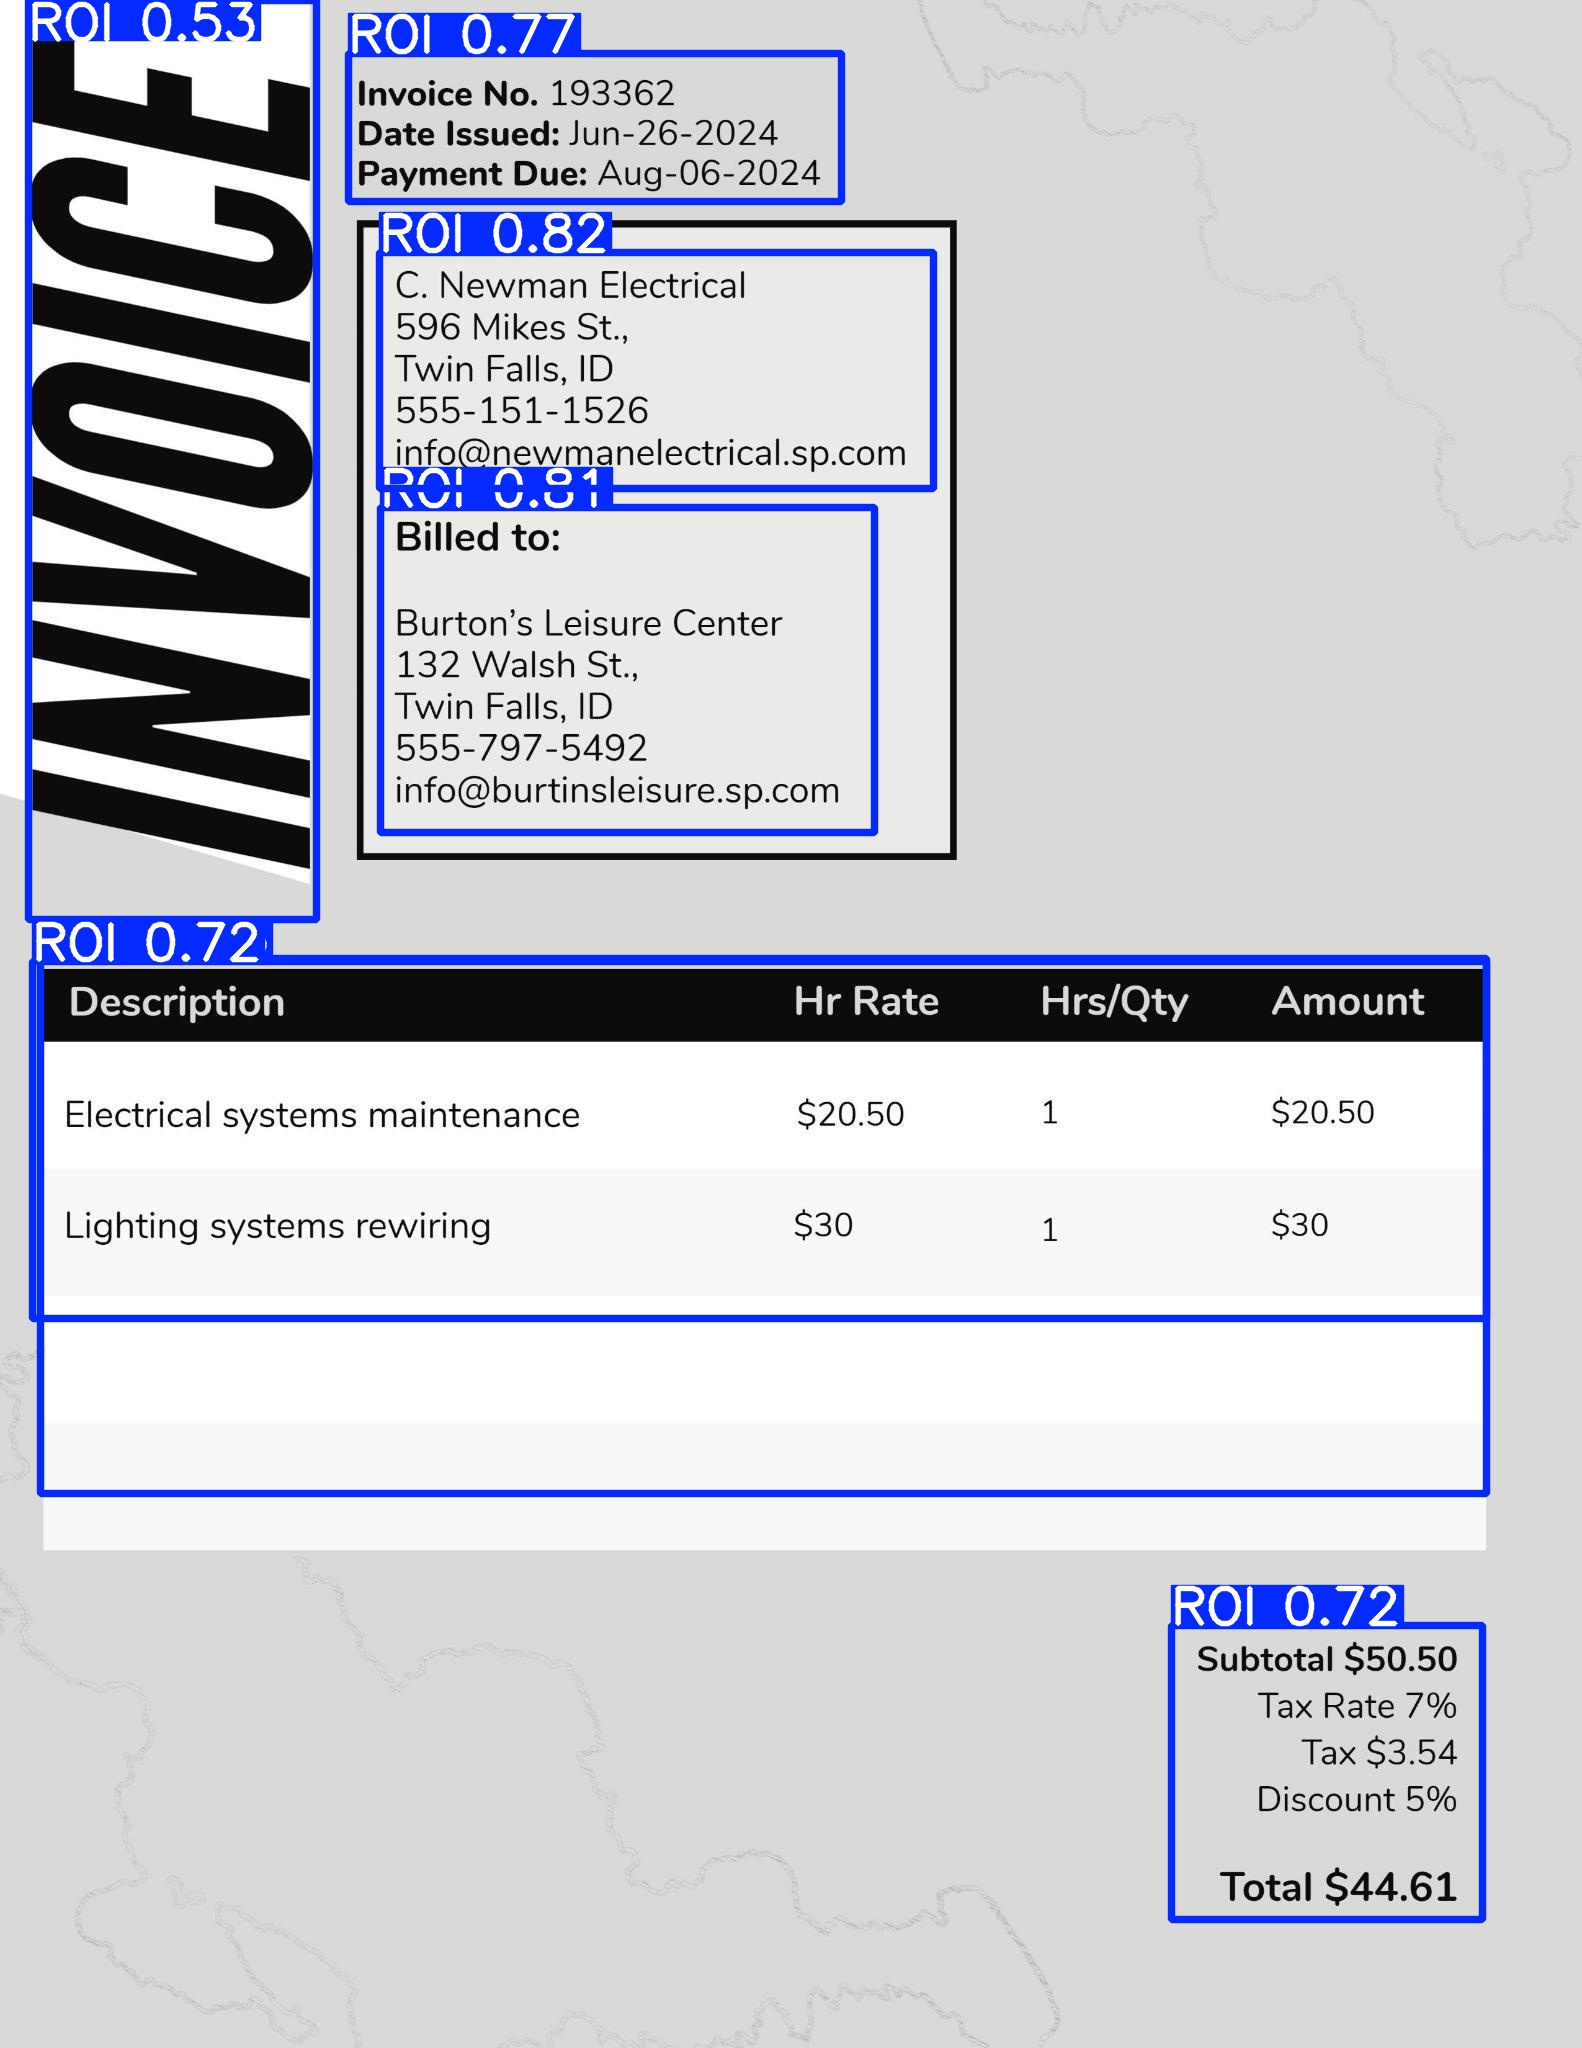 ROI 0.53
INVOICE
ROI 0.77
Invoice No. 193362
Date Issued: Jun-26-2024
Payment Due: Aug-06-2024
ROI 0.82
C. Newman Electrical
596 Mikes St.,
Twin Falls, ID
555-151-1526
info@newmanelectrical.sp.com
ROI 0.81
Billed to:
Burton’s Leisure Center
132 Walsh St.,
Twin Falls, ID
555-797-5492
info@burtinsleisure.sp.com
ROI 0.72
Description Hr Rate Hrs/Qty Amount
Electrical systems maintenance $20.50 1 $20.50
Lighting systems rewiring $30 1 $30
ROI 0.72
Subtotal $50.50
Tax Rate 7%
Tax $3.54
Discount 5%
Total $44.61